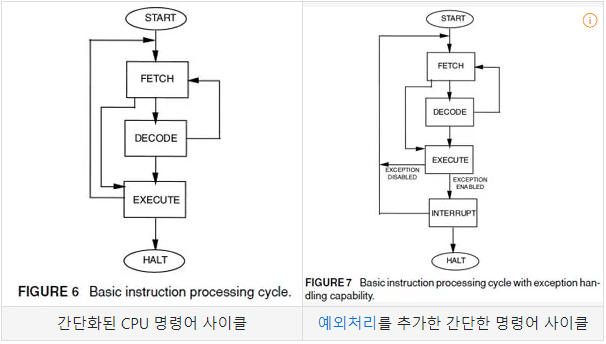 START
FETCH
DECODE
EXECUTE
HALT
FIGURE 6 Basic instruction processing cycle.
간단화된 CPU 명령어 사이클
START
FETCH
DECODE
EXECUTE
EXCEPTION
DISABLED
EXCEPTION
ENABLED
INTERRUPT
HALT
FIGURE 7 Basic instruction processing cycle with exception han-
dling capability.
예외처리를 추가한 간단한 명령어 사이클